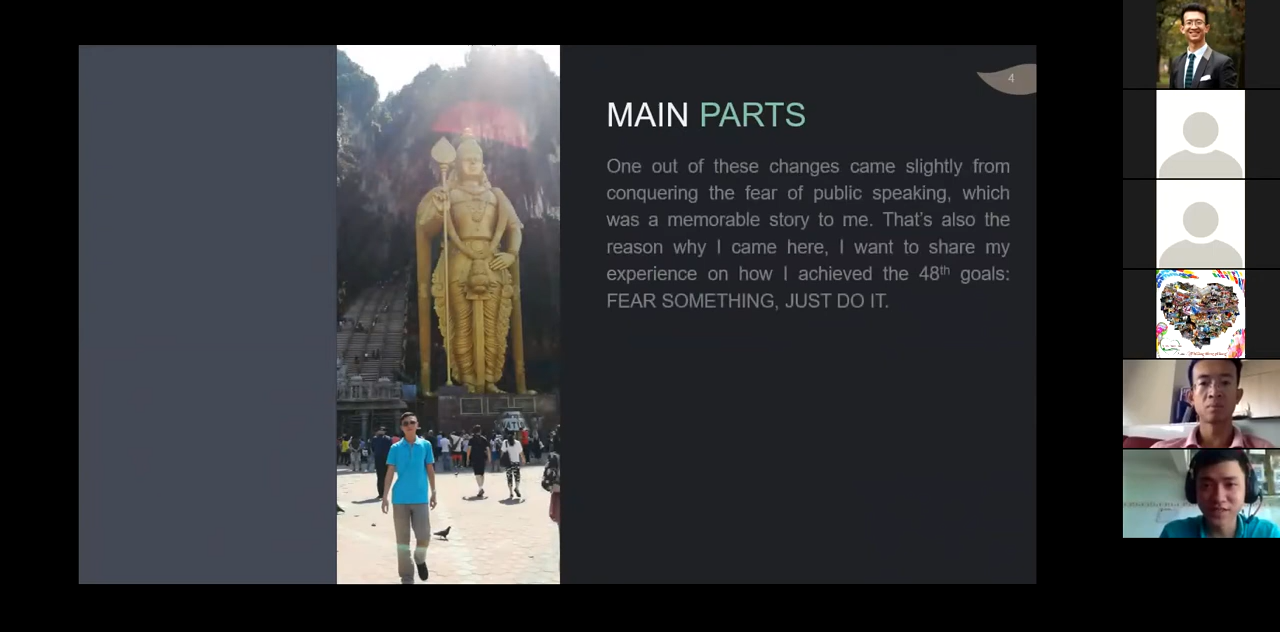 4
MAIN PARTS
One out of these changes came slightly from
conquering the fear of public speaking, which
was a memorable story to me. That’s also the
reason why I came here, I want to share my
experience on how I achieved the 48th goals:
FEAR SOMETHING, JUST DO IT.